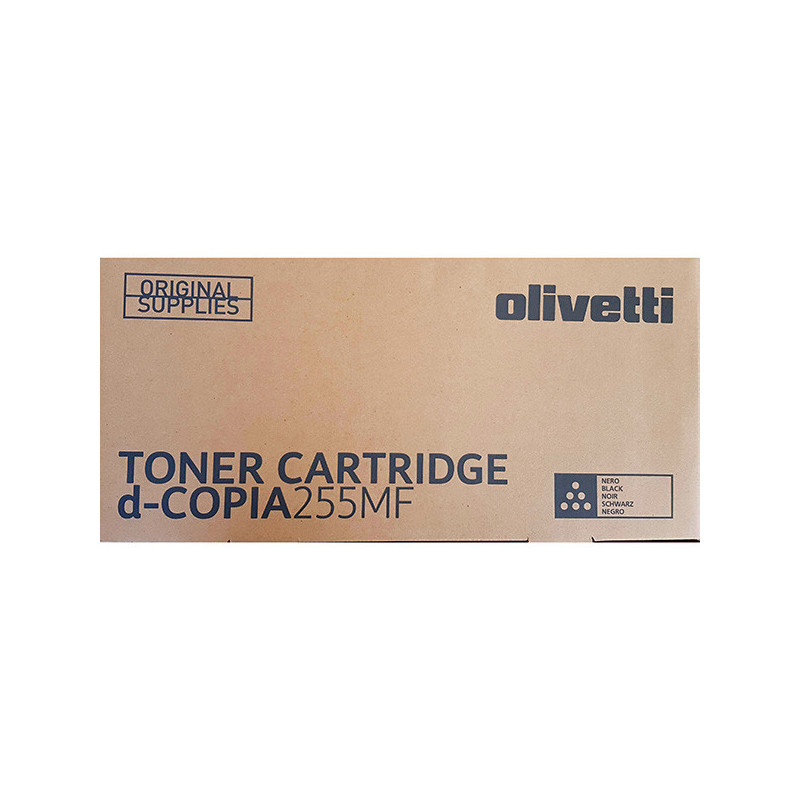 ORIGINAL
SUPPLIES
olivetti
TONER CARTRIDGE
d-COPIA255MF
NERO
BLACK
NOIR
SCHWARZ
NEGRO